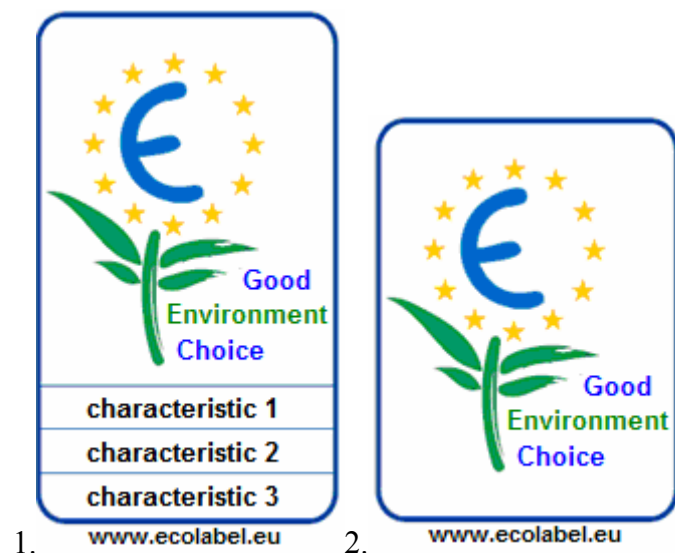 Good
Environment
Choice
characteristic 1
characteristic 2
characteristic 3
1. www.ecolabel.eu
Good
Environment
Choice
2. www.ecolabel.eu